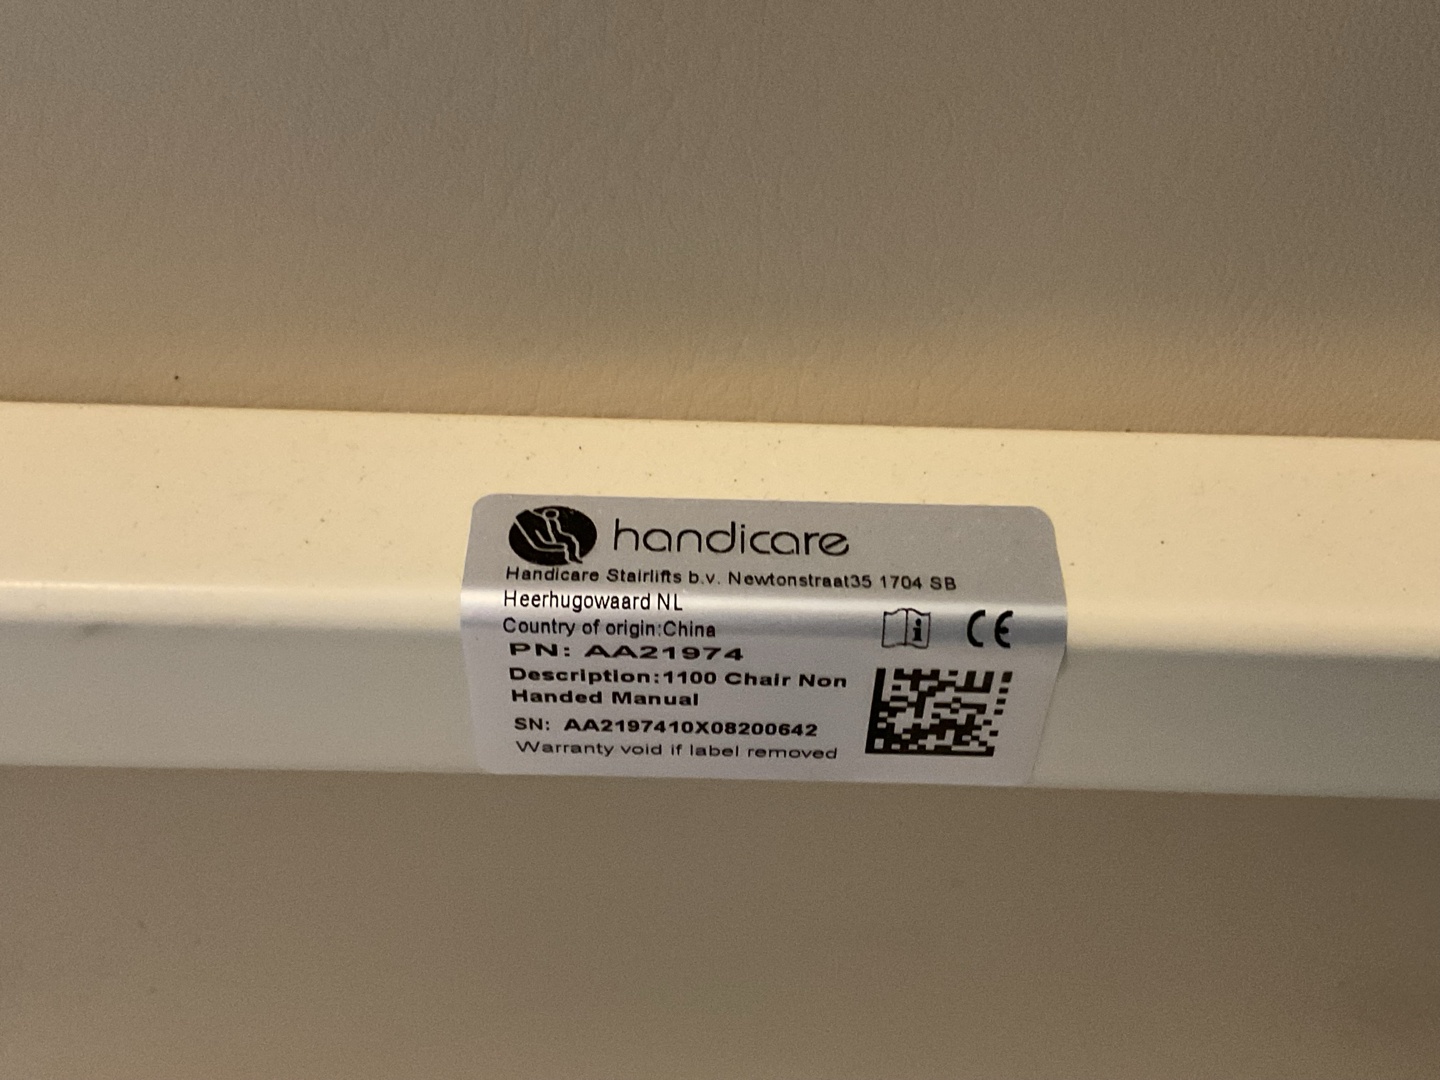 handicare
Handicare Stairlifts b.v. Newtonstraat35 1704 SB
Heerhugowaard NL
Country of origin:China
PN: AA21974
Description:1100 Chair Non
Handed Manual
SN: AA2197410X08200642
Warranty void if label removed
i
CE